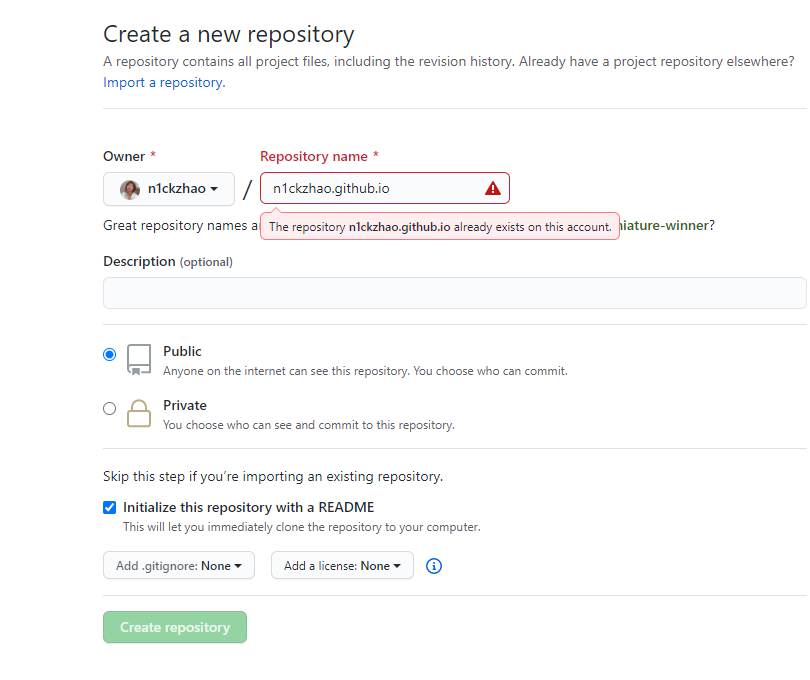 Create a new repository
A repository contains all project files, including the revision history. Already have a project repository elsewhere?
Import a repository.
Owner * Repository name *
n1ckzhao / n1ckzhao.github.io
Great repository names a
The repository n1ckzhao.github.io already exists on this account.
iature-winner?
Description (optional)
Public
Anyone on the internet can see this repository. You choose who can commit.
Private
You choose who can see and commit to this repository.
Skip this step if you’re importing an existing repository.
Initialize this repository with a README
This will let you immediately clone the repository to your computer.
Add .gitignore: None Add a license: None
Create repository